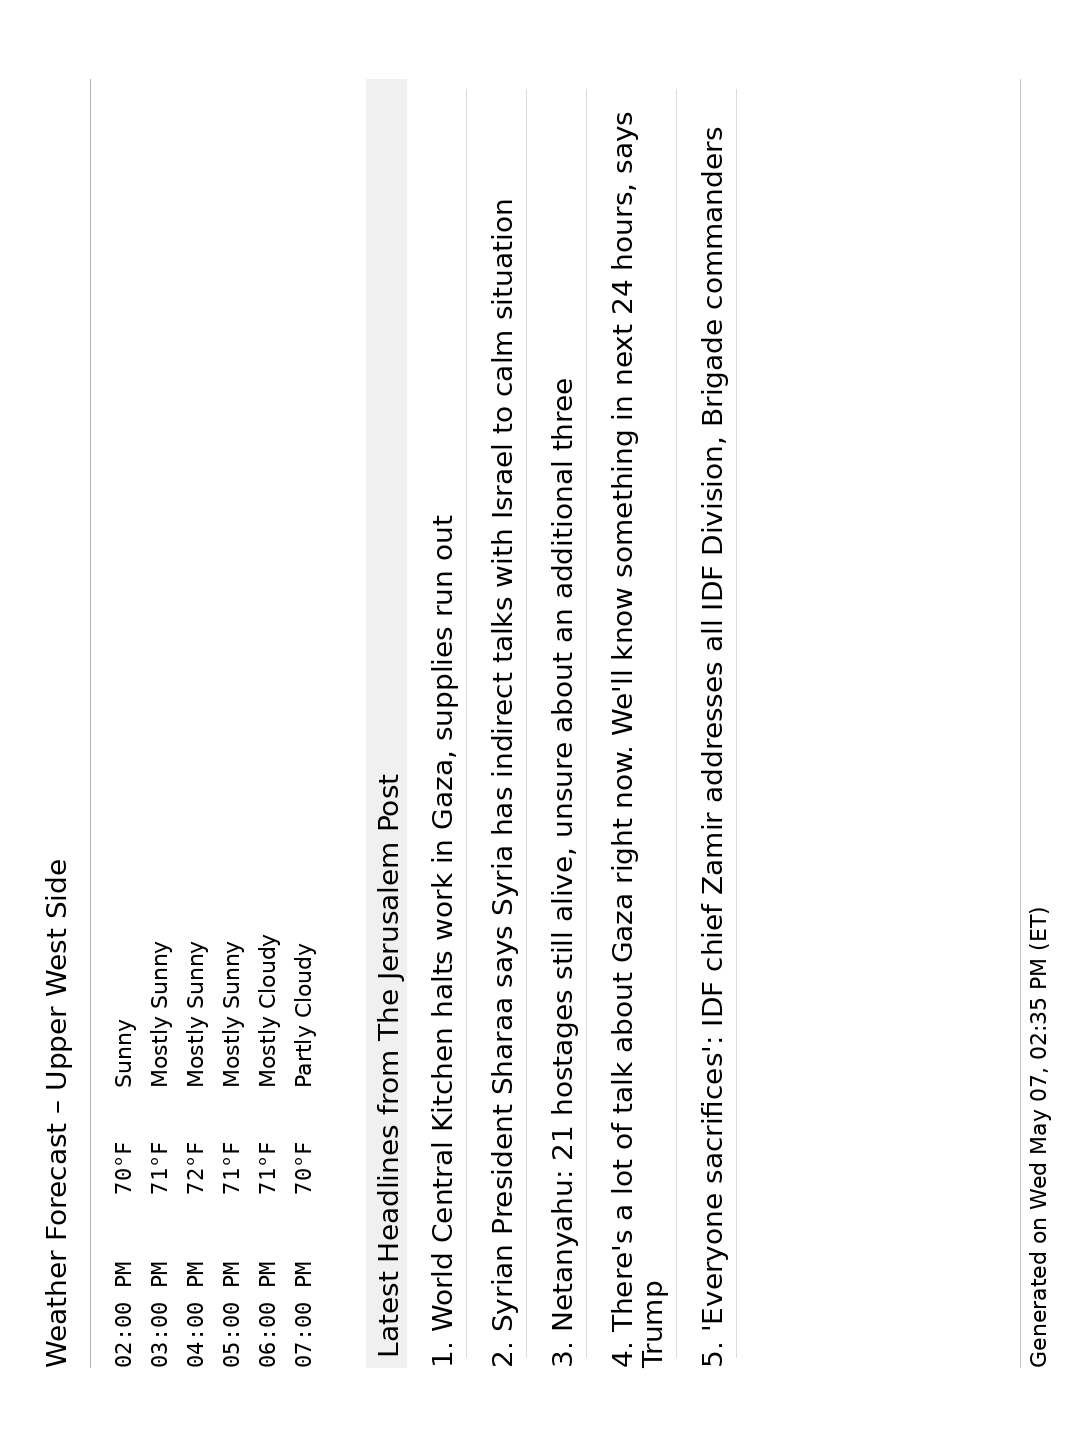 Weather Forecast – Upper West Side
02:00 PM 70°F Sunny
03:00 PM 71°F Mostly Sunny
04:00 PM 72°F Mostly Sunny
05:00 PM 71°F Mostly Sunny
06:00 PM 71°F Mostly Cloudy
07:00 PM 70°F Partly Cloudy
Latest Headlines from The Jerusalem Post
1. World Central Kitchen halts work in Gaza, supplies run out
2. Syrian President Sharaa says Syria has indirect talks with Israel to calm situation
3. Netanyahu: 21 hostages still alive, unsure about an additional three
4. There's a lot of talk about Gaza right now. We'll know something in next 24 hours, says
Trump
5. 'Everyone sacrifices': IDF chief Zamir addresses all IDF Division, Brigade commanders
Generated on Wed May 07, 02:35 PM (ET)